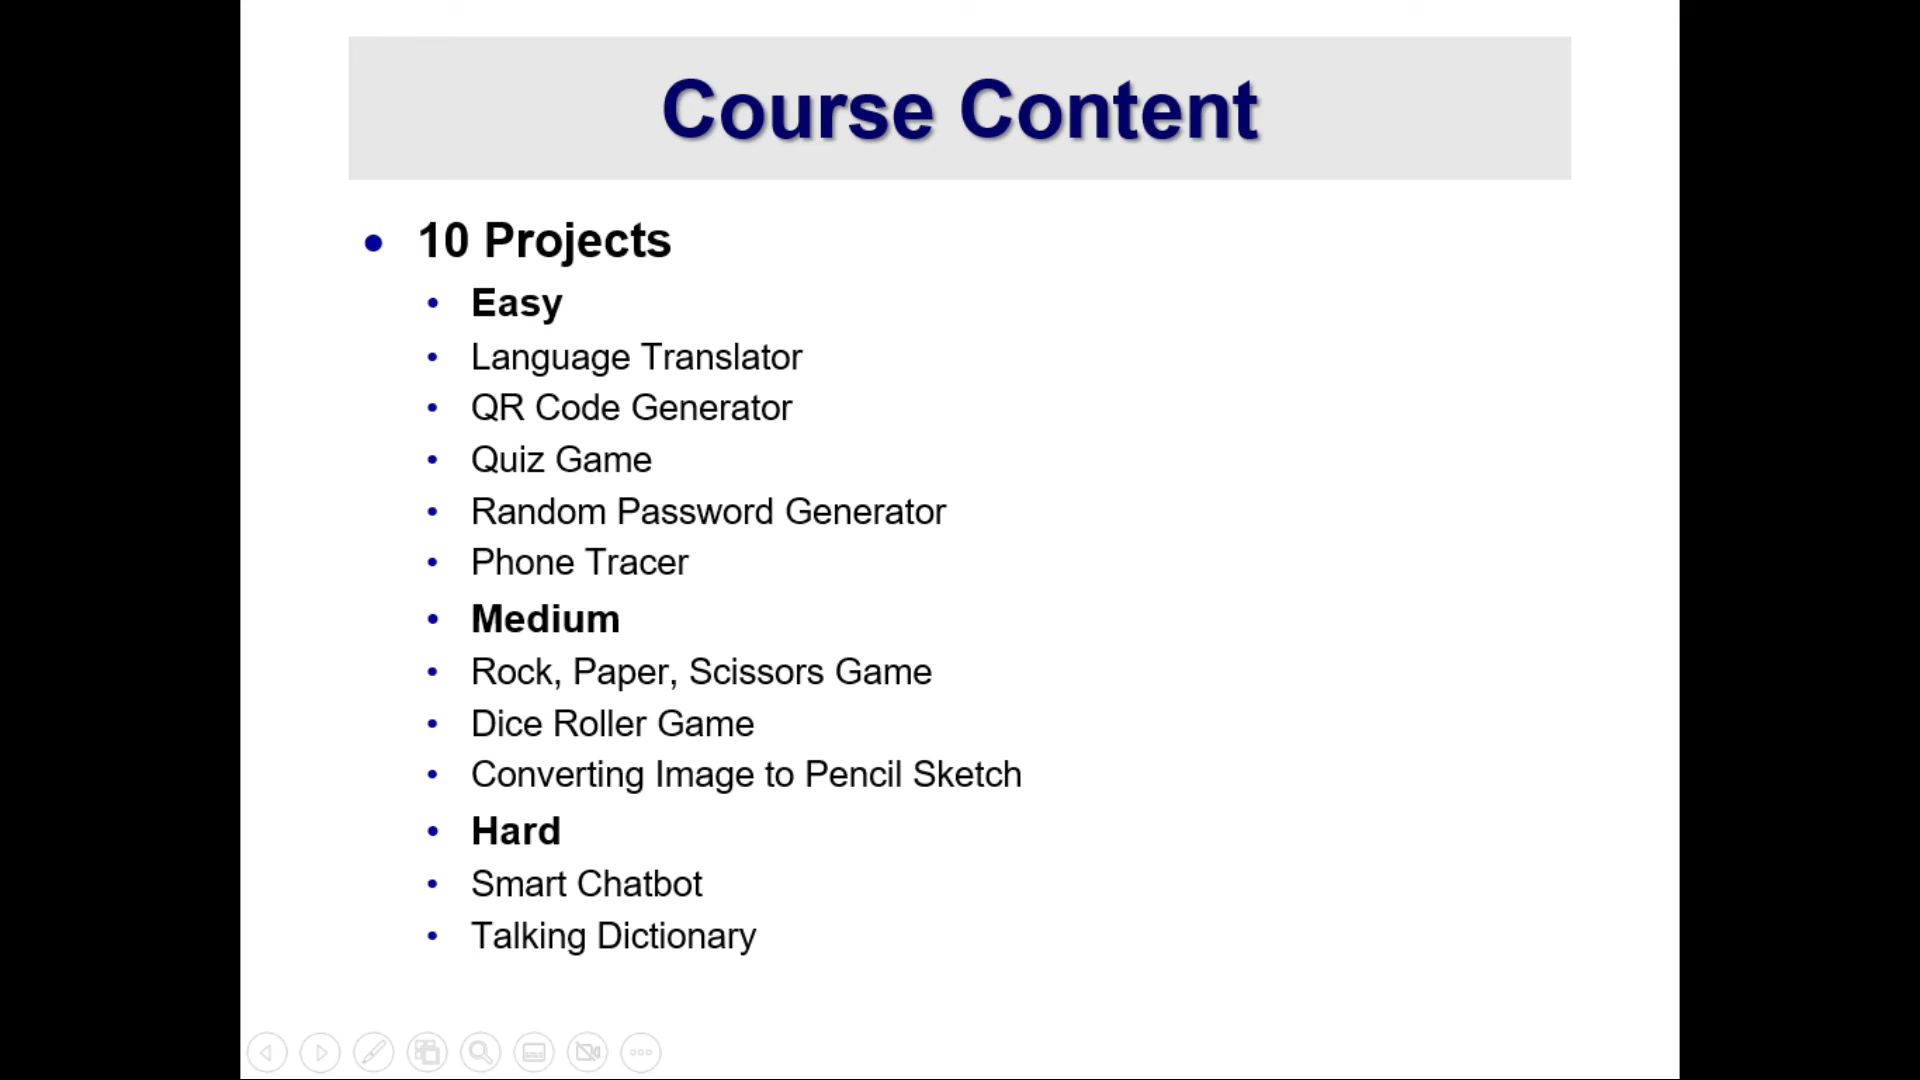 Course Content
10 Projects
Easy
Language Translator
QR Code Generator
Quiz Game
Random Password Generator
Phone Tracer
Medium
Rock, Paper, Scissors Game
Dice Roller Game
Converting Image to Pencil Sketch
Hard
Smart Chatbot
Talking Dictionary